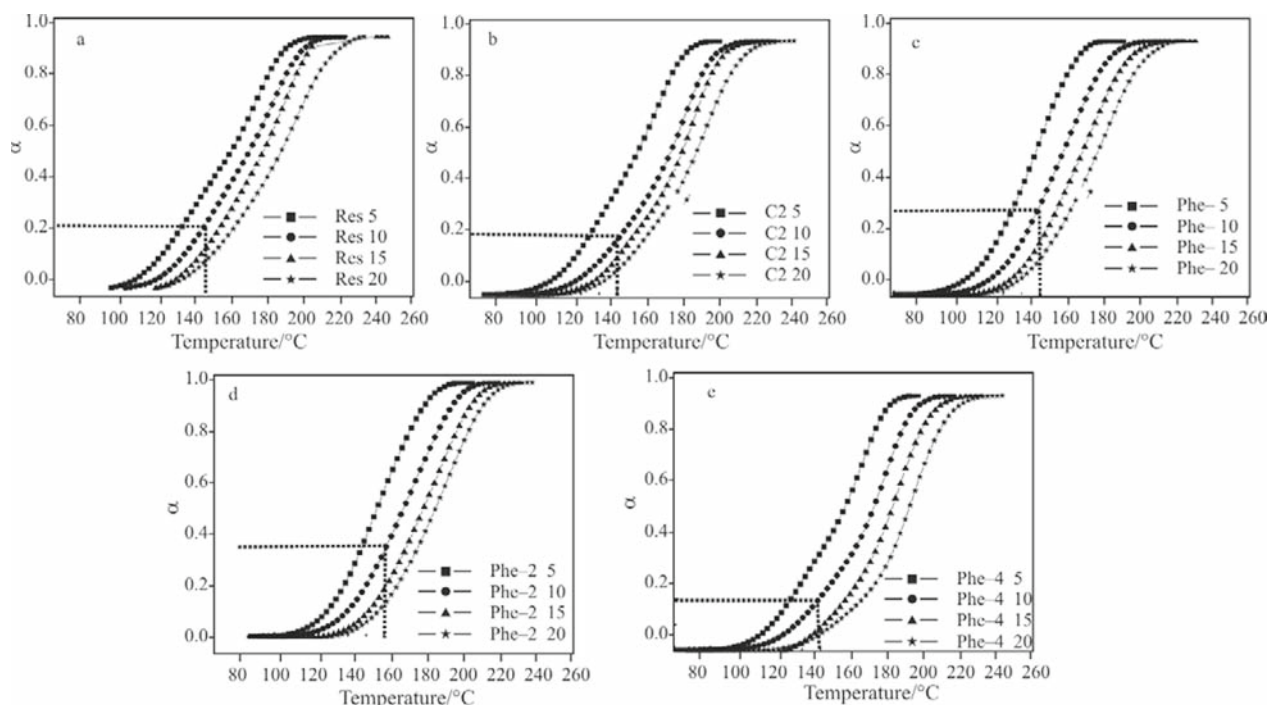 a
α
1.0
0.8
0.6
0.4
0.2
0.0
Res 5
Res 10
Res 15
Res 20
80 100 120 140 160 180 200 220 240 260
Temperature/°C
b
α
1.0
0.8
0.6
0.4
0.2
0.0
C2 5
C2 10
C2 15
C2 20
80 100 120 140 160 180 200 220 240 260
Temperature/°C
c
α
1.0
0.8
0.6
0.4
0.2
0.0
Phe– 5
Phe– 10
Phe– 15
Phe– 20
80 100 120 140 160 180 200 220 240 260
Temperature/°C
d
α
1.0
0.8
0.6
0.4
0.2
0.0
Phe–2 5
Phe–2 10
Phe–2 15
Phe–2 20
80 100 120 140 160 180 200 220 240 260
Temperature/°C
e
α
1.0
0.8
0.6
0.4
0.2
0.0
Phe–4 5
Phe–4 10
Phe–4 15
Phe–4 20
80 100 120 140 160 180 200 220 240 260
Temperature/°C